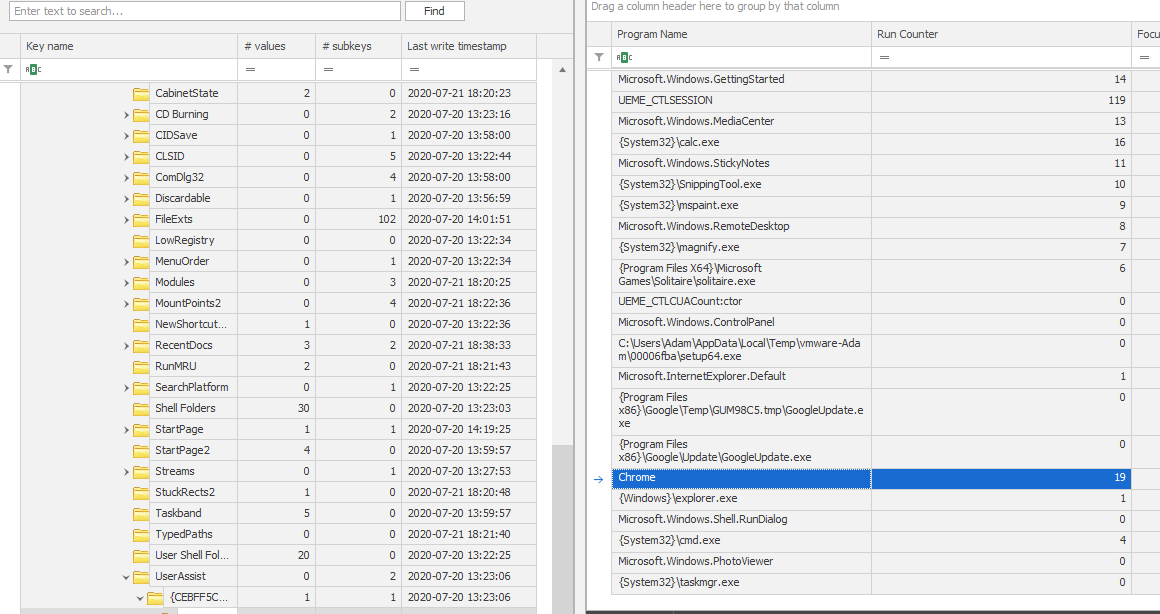 Enter text to search...
Find
Key name # values # subkeys Last write timestamp
ABC = = =
CabinetState 2 0 2020-07-21 18:20:23
CD Burning 0 2 2020-07-20 13:23:16
CIDSave 0 1 2020-07-20 13:58:00
CLSID 0 5 2020-07-20 13:22:44
ComDlg32 0 4 2020-07-20 13:58:00
Discardable 0 1 2020-07-20 13:56:59
FileExts 0 102 2020-07-20 14:01:51
LowRegistry 0 0 2020-07-20 13:22:34
MenuOrder 0 1 2020-07-20 13:22:34
Modules 0 3 2020-07-21 18:20:25
MountPoints2 0 4 2020-07-21 18:22:36
NewShortcut... 1 0 2020-07-20 13:22:36
RecentDocs 3 2 2020-07-21 18:38:33
RunMRU 2 0 2020-07-21 18:21:43
SearchPlatform 0 1 2020-07-20 13:22:25
Shell Folders 30 0 2020-07-20 13:23:03
StartPage 1 1 2020-07-20 14:19:25
StartPage2 4 0 2020-07-20 13:59:57
Streams 0 1 2020-07-20 13:27:53
StuckRects2 1 0 2020-07-21 18:20:48
Taskband 5 0 2020-07-20 13:59:57
TypedPaths 0 0 2020-07-21 18:21:40
User Shell Fol... 20 0 2020-07-20 13:22:25
UserAssist 0 2 2020-07-20 13:23:06
{CEBFF5C... 1 1 2020-07-20 13:23:06
Drag a column header here to group by that column
Program Name Run Counter Focu
ABC = =
Microsoft.Windows.GettingStarted 14
UEME_CTLSESSION 119
Microsoft.Windows.MediaCenter 13
{System32}\calc.exe 16
Microsoft.Windows.StickyNotes 11
{System32}\SnippingTool.exe 10
{System32}\mspaint.exe 9
Microsoft.Windows.RemoteDesktop 8
{System32}\magnify.exe 7
{Program Files X64}\Microsoft 6
Games\Solitaire\solitaire.exe
UEME_CTLCUACount:ctor 0
Microsoft.Windows.ControlPanel 0
C:\Users\Adam\AppData\Local\Temp\vmware-Ada 0
m\00006fba\setup64.exe
Microsoft.InternetExplorer.Default 1
{Program Files 0
x86}\Google\Temp\GUM98C5.tmp\GoogleUpdate.e
xe
{Program Files 0
x86}\Google\Update\GoogleUpdate.exe
Chrome 19
{Windows}\explorer.exe 1
Microsoft.Windows.Shell.RunDialog 0
{System32}\cmd.exe 4
Microsoft.Windows.PhotoViewer 0
{System32}\taskmgr.exe 0